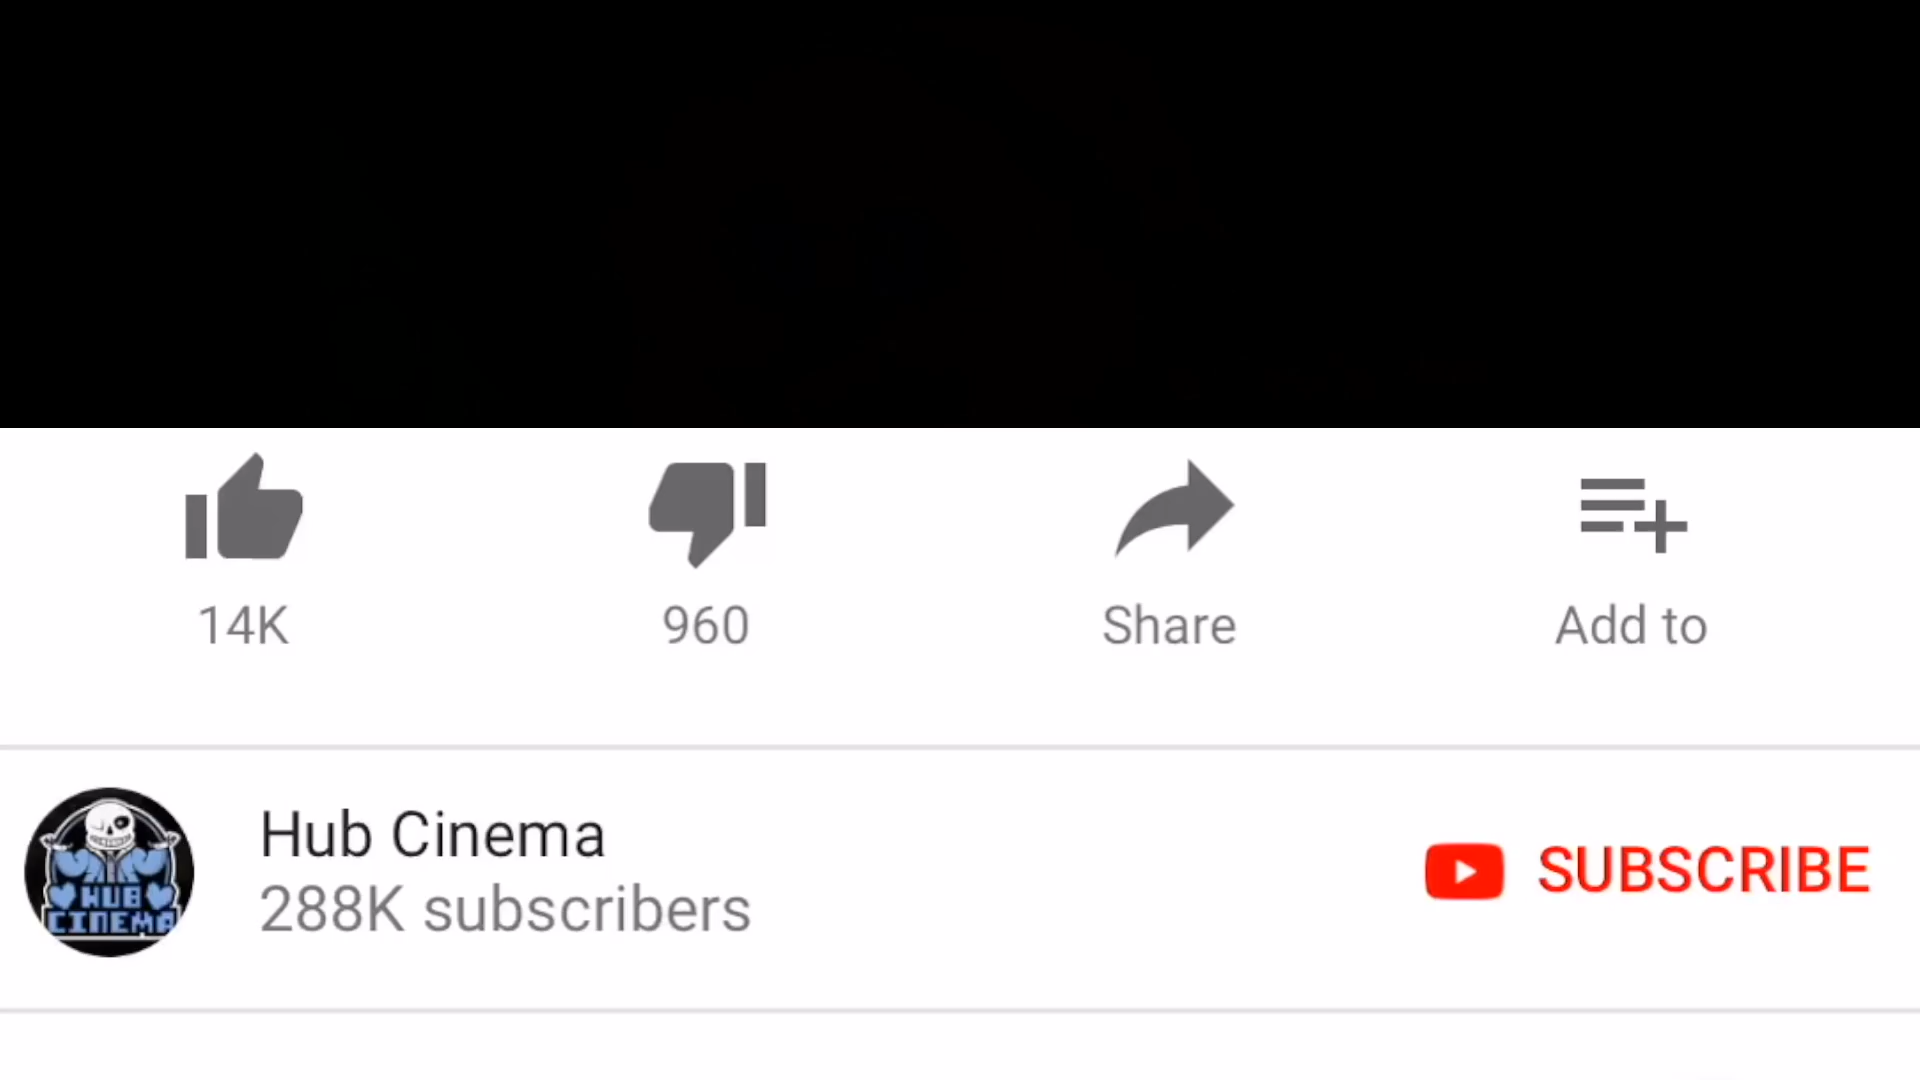 14K
960
Share
Add to
HUB
CINEMA
Hub Cinema
288K subscribers
SUBSCRIBE